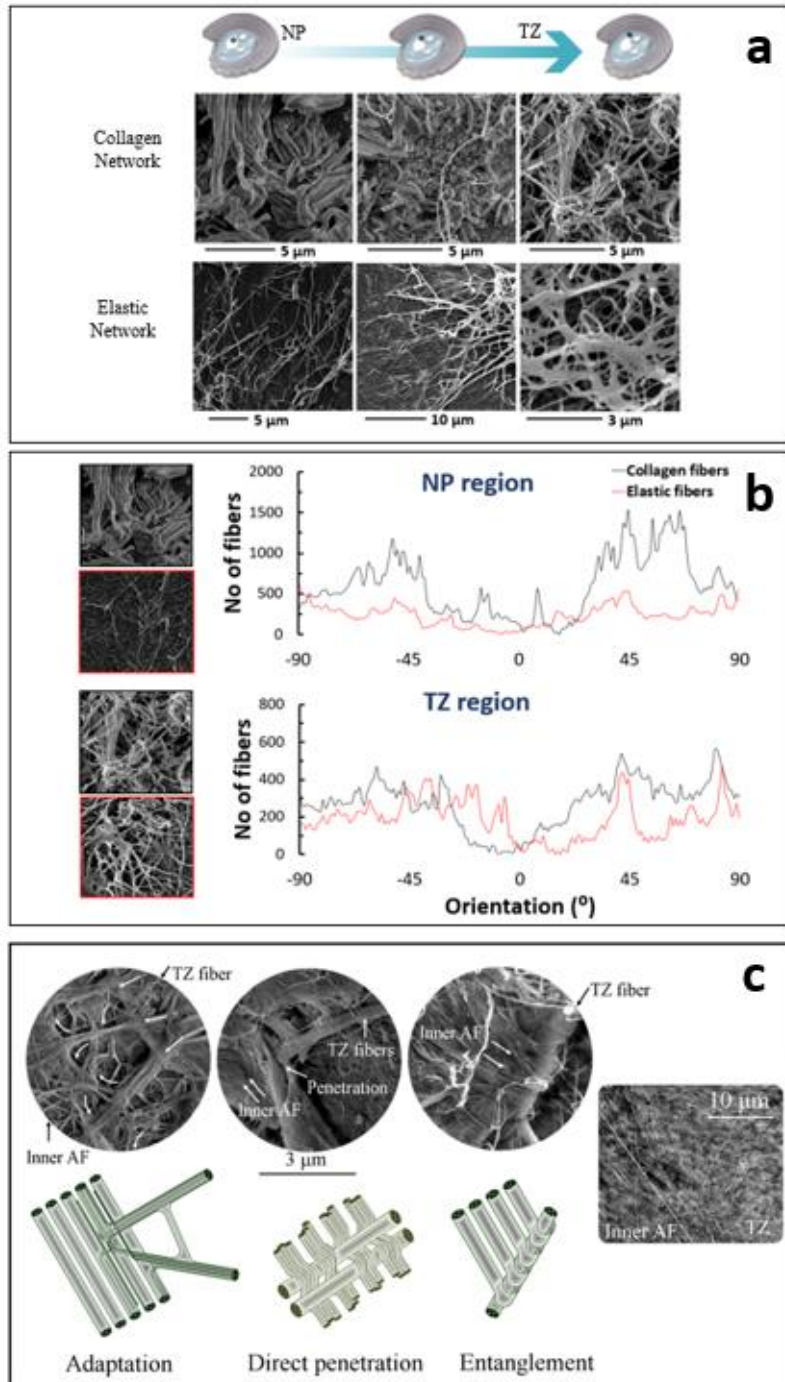 a
NP
TZ
Collagen
Network
5 µm
5 µm
5 µm
Elastic
Network
5 µm
10 µm
3 µm
b
NP region
Collagen fibers
Elastic fibers
No of fibers
2000
1500
1000
500
0
-90
-45
0
45
90
TZ region
No of fibers
800
600
400
200
0
-90
-45
0
45
90
Orientation (⁰)
c
TZ fiber
Inner AF
TZ fibers
Penetration
Inner AF
3 µm
TZ fiber
Inner AF
10 µm
Inner AF
TZ
Adaptation
Direct penetration
Entanglement